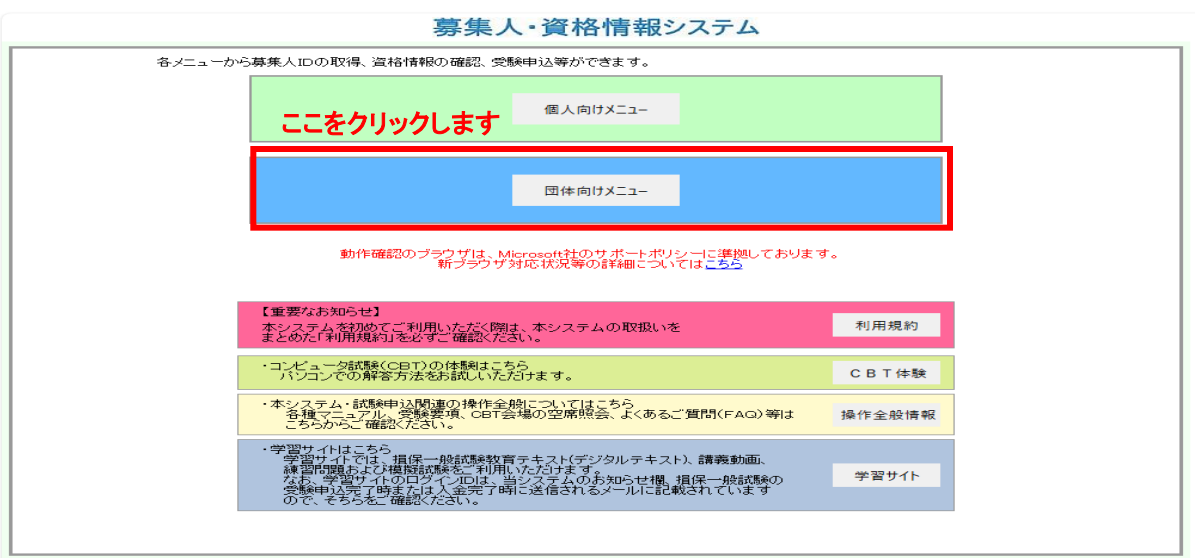 募集人・資格情報システム
各メニューから募集人IDの取得、資格情報の確認、受験申込等ができます。
個人向けメニュー
ここをクリックします
団体向けメニュー
動作確認のブラウザは、Microsoft社のサポートポリシーに準拠しております。
新ブラウザ対応状況等の詳細についてはこちら
【重要なお知らせ】
本システムを初めてご利用いただく際は、本システムの取扱いを
まとめた「利用規約」を必ずご確認ください。
利用規約
・コンピュータ試験(CBT)の体験はこちら
パソコンでの解答方法をお試しいただけます。
CBT体験
・本システム・試験申込関連の操作全般についてはこちら
各種マニュアル、受験要項、CBT会場の空席照会、よくあるご質問(FAQ)等は
こちらからご確認ください。
操作全般情報
・学習サイトはこちら
学習サイトでは、損保一般試験教育テキスト(デジタルテキスト)、講義動画、
練習問題および模擬試験をご利用いただけます。
なお、学習サイトのログインIDは、当システムのお知らせ欄、損保一般試験の
受験申込完了時または入金完了時に送信されるメールに記載されています
ので、そちらをご確認ください。
学習サイト